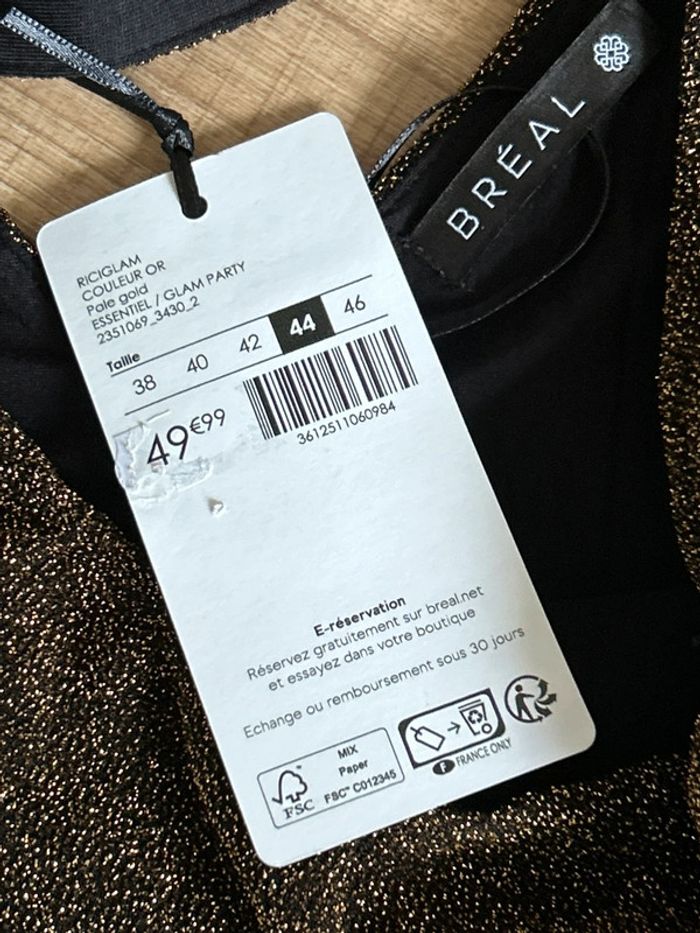 BRÉAL
RICIGLAM
COULEUR OR
Pale gold
ESSENTIEL / GLAM PARTY
2351069_3430_2
Taille
38 40 42 44 46
49€99
3612511060984
E-réservation
Réservez gratuitement sur breal.net
et essayez dans votre boutique
Echange ou remboursement sous 30 jours
FSC
MIX
Paper
FSC™ C012345
FRANCE ONLY